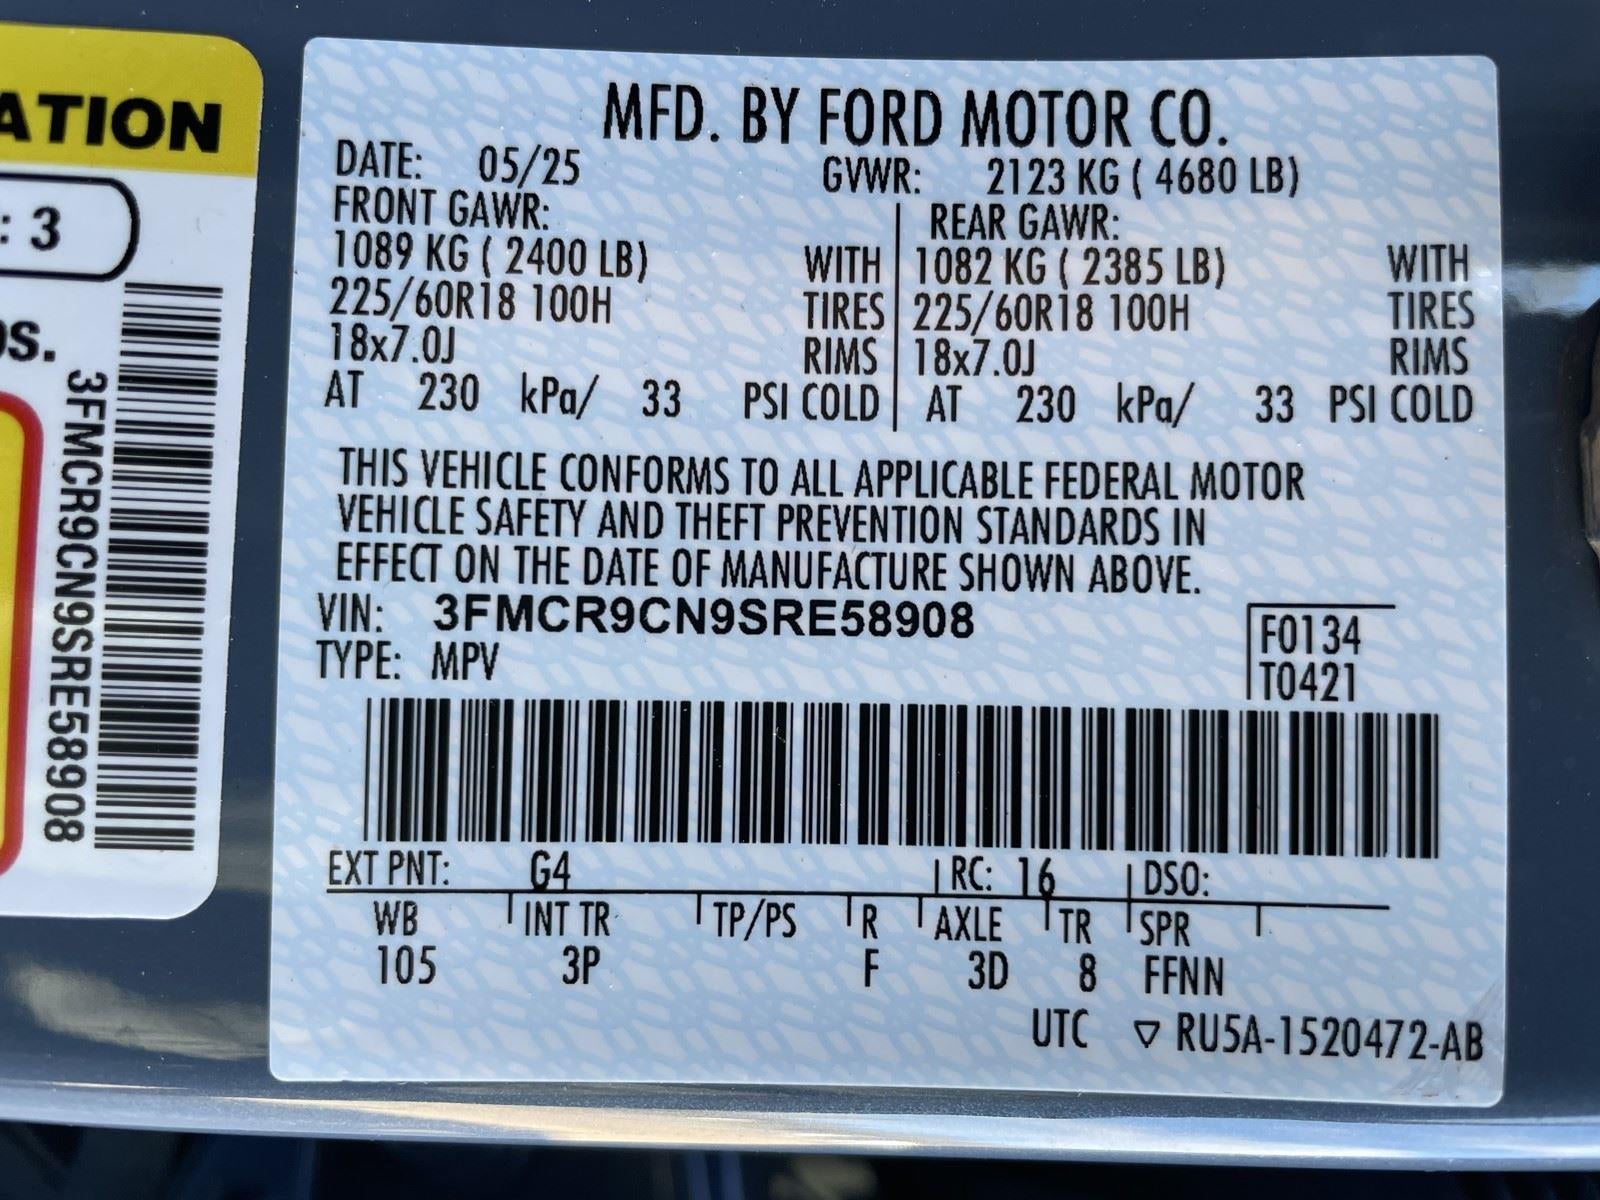 ATION
: 3
s.
3FMCR9CN9SRE58908
MFD. BY FORD MOTOR CO.
DATE: 05/25 GVWR: 2123 KG ( 4680 LB)
FRONT GAWR: REAR GAWR:
1089 KG ( 2400 LB) WITH 1082 KG ( 2385 LB) WITH
225/60R18 100H TIRES 225/60R18 100H TIRES
18x7.0J RIMS 18x7.0J RIMS
AT 230 kPa/ 33 PSI COLD AT 230 kPa/ 33 PSI COLD
THIS VEHICLE CONFORMS TO ALL APPLICABLE FEDERAL MOTOR
VEHICLE SAFETY AND THEFT PREVENTION STANDARDS IN
EFFECT ON THE DATE OF MANUFACTURE SHOWN ABOVE.
VIN: 3FMCR9CN9SRE58908 F0134
TYPE: MPV T0421
EXT PNT: G4 RC: 16 DSO:
WB INT TR TP/PS R AXLE TR SPR
105 3P F 3D 8 FFNN
UTC ▽ RU5A-1520472-AB